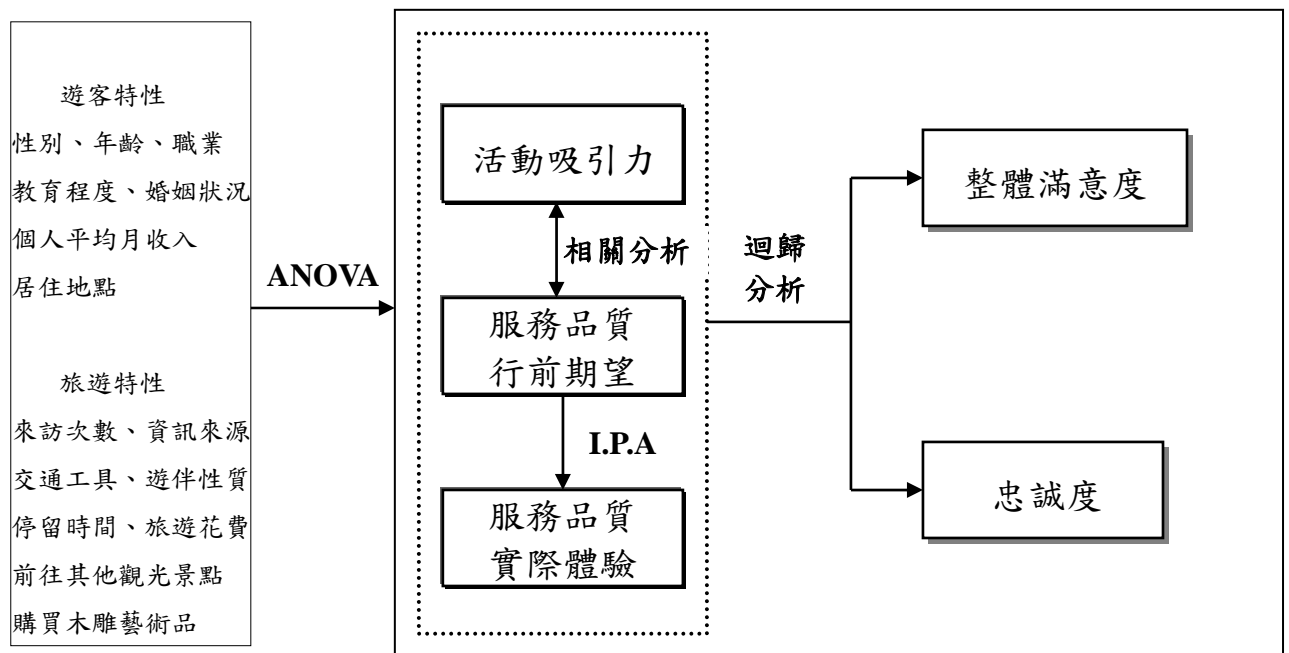 遊客特性
性別、年齡、職業
教育程度、婚姻狀況
個人平均月收入
居住地點
旅遊特性
來訪次數、資訊來源
交通工具、遊伴性質
停留時間、旅遊花費
前往其他觀光景點
購買木雕藝術品
ANOVA
活動吸引力
相關分析
服務品質
行前期望
I.P.A
服務品質
實際體驗
迴歸
分析
整體滿意度
忠誠度